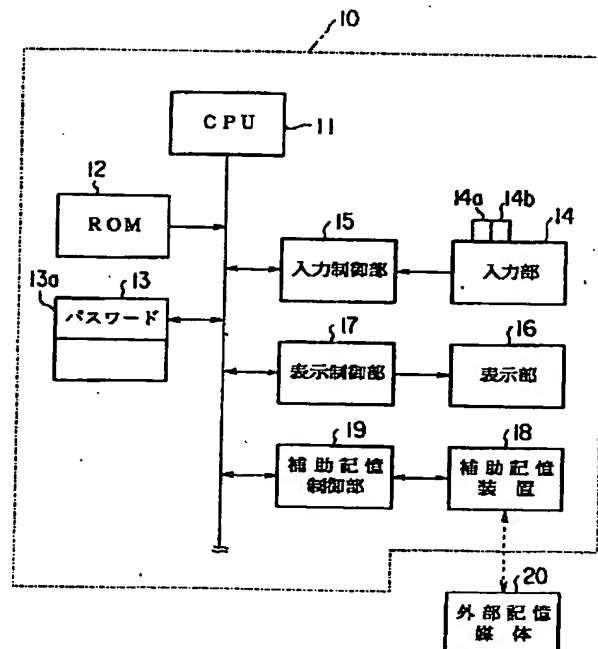 10
CPU
11
12
ROM
14a 14b
14
15
入力制御部
入力部
13a
13
パスワード
17
16
表示制御部
表示部
19
18
補助記憶
制御部
補助記憶
装置
20
外部記憶
媒体